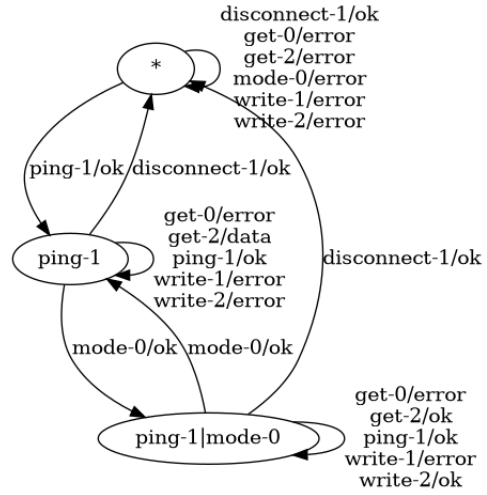 disconnect-1/ok
get-0/error
get-2/error
mode-0/error
write-1/error
write-2/error
*
ping-1/ok
disconnect-1/ok
get-0/error
get-2/data
ping-1/ok
write-1/error
write-2/error
ping-1
disconnect-1/ok
mode-0/ok
mode-0/ok
get-0/error
get-2/ok
ping-1/ok
write-1/error
write-2/ok
ping-1|mode-0